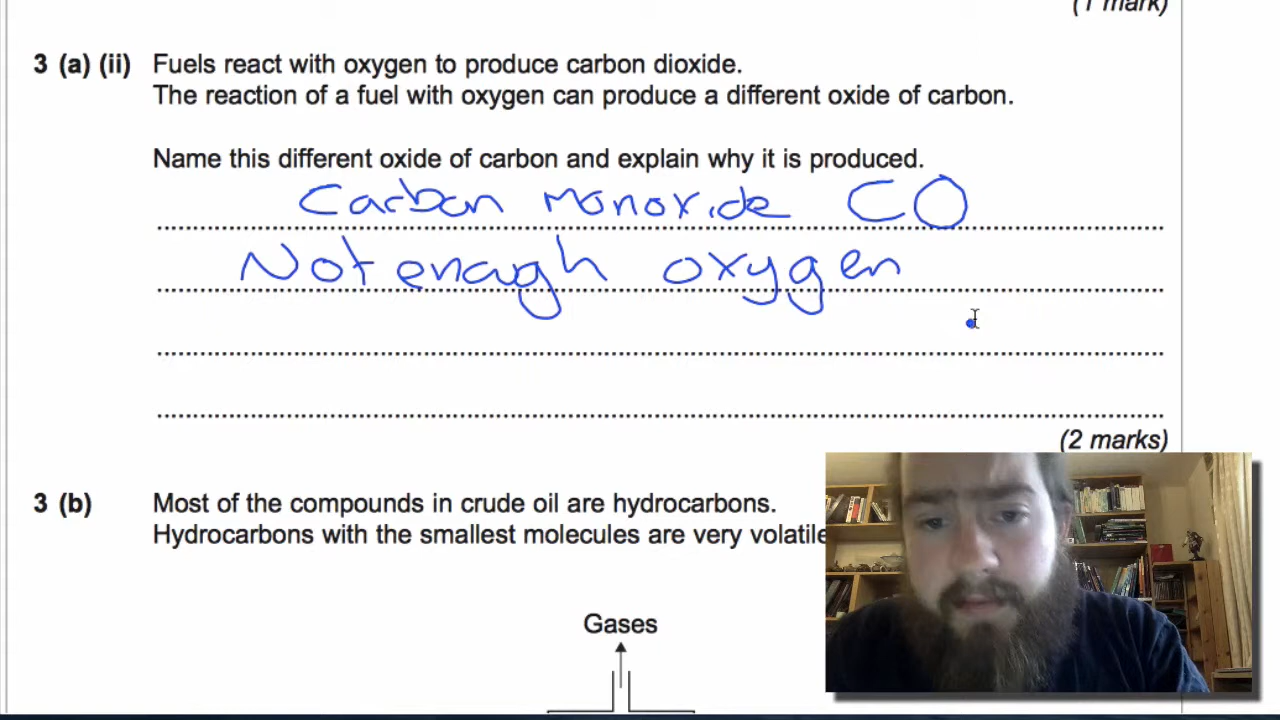 (1 mark)
3 (a) (ii) Fuels react with oxygen to produce carbon dioxide.
The reaction of a fuel with oxygen can produce a different oxide of carbon.
Name this different oxide of carbon and explain why it is produced.
Carbon Monoxide CO
Not enough oxygen
(2 marks)
3 (b) Most of the compounds in crude oil are hydrocarbons.
Hydrocarbons with the smallest molecules are very volatile
Gases